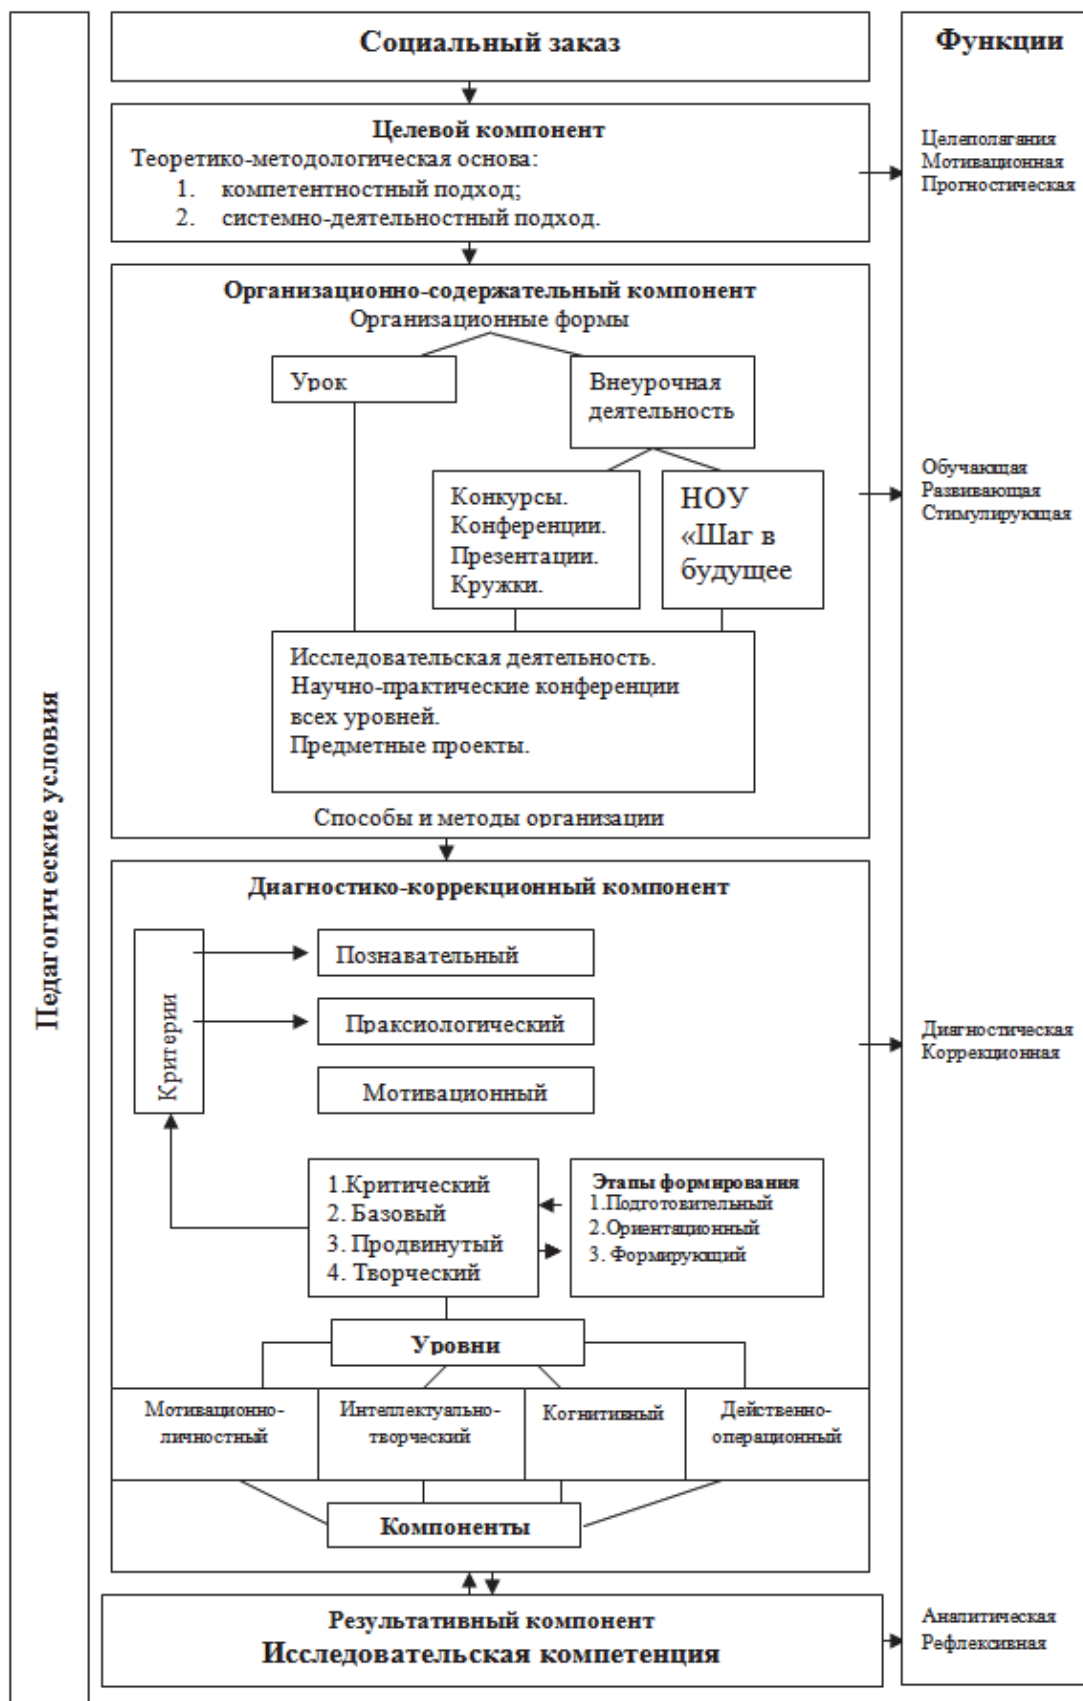 Педагогические условия
Социальный заказ
Функции
Целевой компонент
Теоретико-методологическая основа:
1. компетентностный подход;
2. системно-деятельностный подход.
Целеполагания
Мотивационная
Прогностическая
Организационно-содержательный компонент
Организационные формы
Урок
Внеурочная
деятельность
Конкурсы.
Конференции.
Презентации.
Кружки.
НОУ
«Шаг в
будущее
Обучающая
Развивающая
Стимулирующая
Исследовательская деятельность.
Научно-практические конференции
всех уровней.
Предметные проекты.
Способы и методы организации
Диагностико-коррекционный компонент
Критерии
Познавательный
Праксиологический
Мотивационный
Диагностическая
Коррекционная
1.Критический
2. Базовый
3. Продвинутый
4. Творческий
Этапы формирования
1.Подготовительный
2.Ориентационный
3. Формирующий
Уровни
Мотивационно-
личностный
Интеллектуально-
творческий
Когнитивный
Действенно-
операционный
Компоненты
Результативный компонент
Исследовательская компетенция
Аналитическая
Рефлексивная